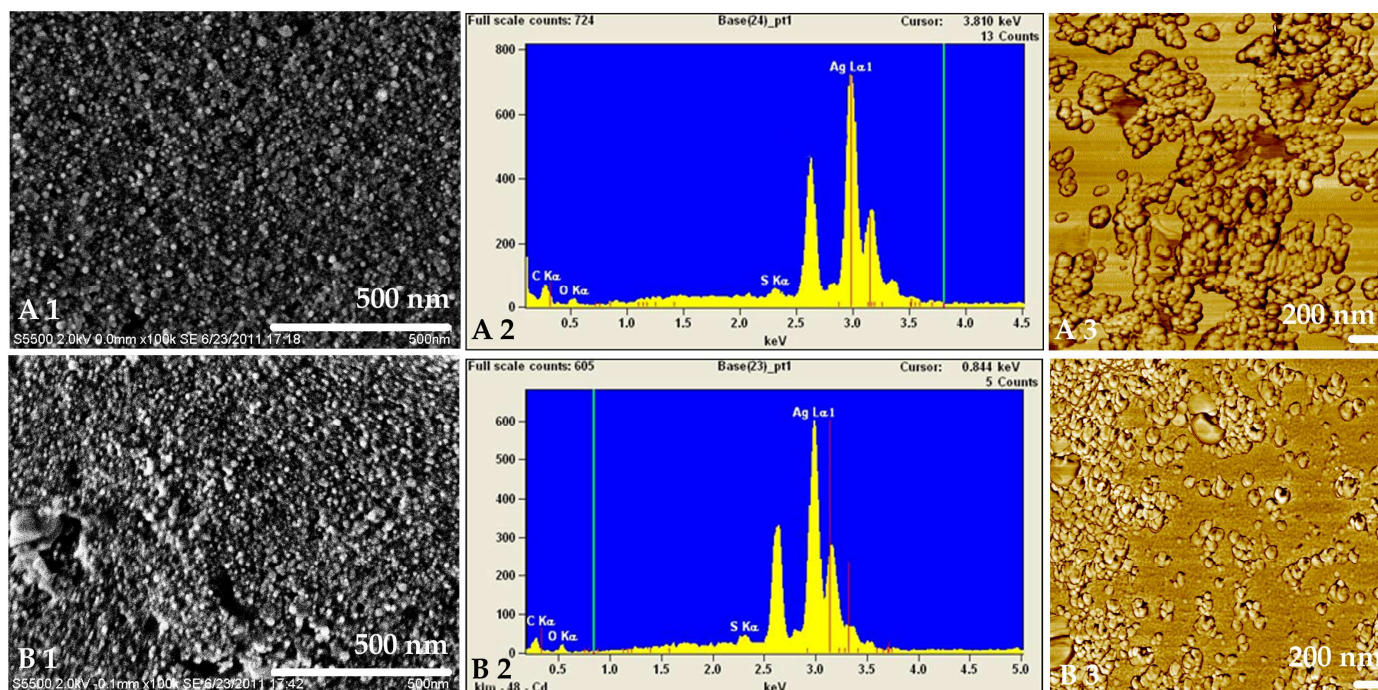 A 1
500 nm
S5500 2.0kV 0.0mm x100k SE 6/23/2011 17:18
500nm
Full scale counts: 724
Base(24)_pt1
Cursor: 3.810 keV
13 Counts
800
600
400
200
0
Ag Lα1
C Kα
O Kα
S Kα
0.5 1.0 1.5 2.0 2.5 3.0 3.5 4.0 4.5
keV
A 2
A 3
200 nm
B 1
500 nm
S5500 2.0kV -0.1mm x100k SE 6/23/2011 17:42
500nm
Full scale counts: 605
Base(23)_pt1
Cursor: 0.844 keV
5 Counts
600
500
400
300
200
100
0
Ag Lα1
C Kα
O Kα
S Kα
0.5 1.0 1.5 2.0 2.5 3.0 3.5 4.0 4.5 5.0
klm - 48 - Cd
keV
B 2
B 3
200 nm